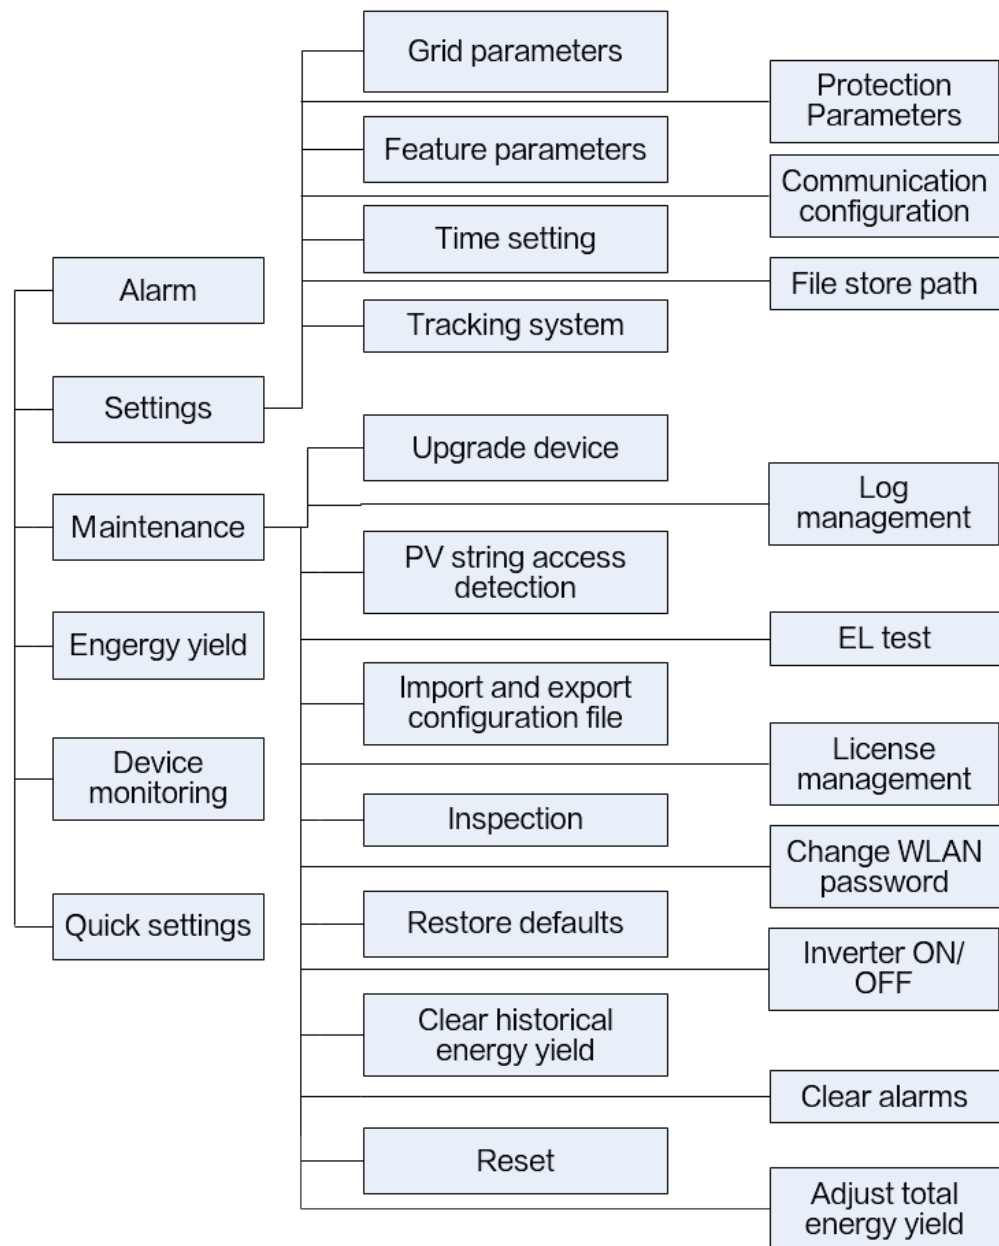 Grid parameters
Protection
Parameters
Feature parameters
Communication
configuration
Time setting
File store path
Tracking system
Alarm
Settings
Maintenance
Engergy yield
Device
monitoring
Quick settings
Upgrade device
Log
management
PV string access
detection
EL test
Import and export
configuration file
License
management
Inspection
Change WLAN
password
Restore defaults
Inverter ON/
OFF
Clear historical
energy yield
Clear alarms
Reset
Adjust total
energy yield